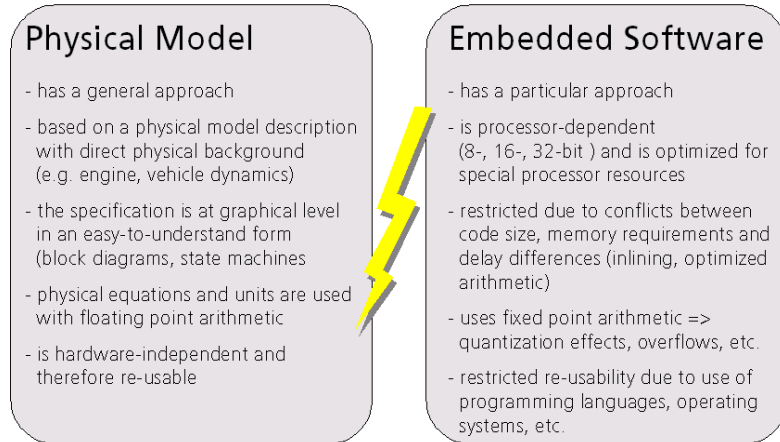 Physical Model
- has a general approach
- based on a physical model description
with direct physical background
(e.g. engine, vehicle dynamics)
- the specification is at graphical level
in an easy-to-understand form
(block diagrams, state machines
- physical equations and units are used
with floating point arithmetic
- is hardware-independent and
therefore re-usable
Embedded Software
- has a particular approach
- is processor-dependent
(8-, 16-, 32-bit ) and is optimized for
special processor resources
- restricted due to conflicts between
code size, memory requirements and
delay differences (inlining, optimized
arithmetic)
- uses fixed point arithmetic =>
quantization effects, overflows, etc.
- restricted re-usability due to use of
programming languages, operating
systems, etc.